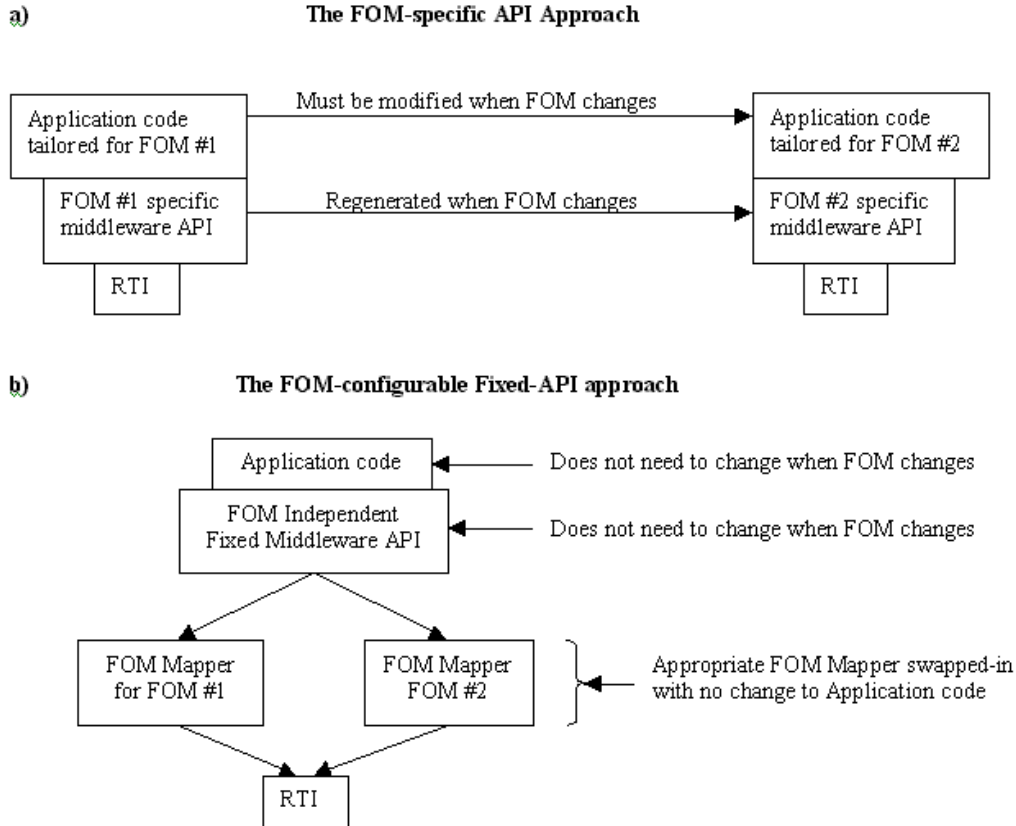 a) The FOM-specific API Approach
Must be modified when FOM changes
Application code
tailored for FOM #1
Application code
tailored for FOM #2
Regenerated when FOM changes
FOM #1 specific
middleware API
FOM #2 specific
middleware API
RTI
RTI
b) The FOM-configurable Fixed-API approach
Application code
Does not need to change when FOM changes
FOM Independent
Fixed Middleware API
Does not need to change when FOM changes
FOM Mapper
for FOM #1
FOM Mapper
FOM #2
Appropriate FOM Mapper swapped-in
with no change to Application code
RTI